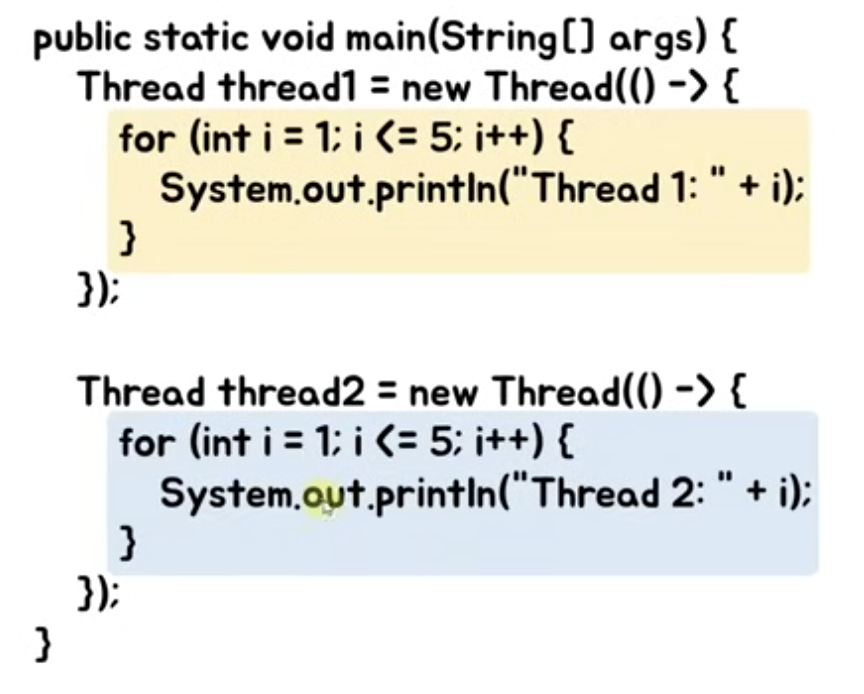 public static void main(String[] args) {
Thread thread1 = new Thread(() -> {
for (int i = 1; i <= 5; i++) {
System.out.println("Thread 1: " + i);
}
});
Thread thread2 = new Thread(() -> {
for (int i = 1; i <= 5; i++) {
System.out.println("Thread 2: " + i);
}
});
}